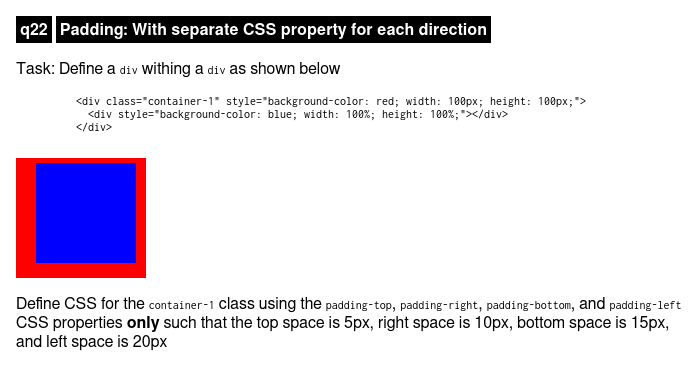 q22 Padding: With separate CSS property for each direction
Task: Define a div withing a div as shown below
<div class="container-1" style="background-color: red; width: 100px; height: 100px;">
<div style="background-color: blue; width: 100%; height: 100%;"></div>
</div>
Define CSS for the container-1 class using the padding-top, padding-right, padding-bottom, and padding-left
CSS properties only such that the top space is 5px, right space is 10px, bottom space is 15px,
and left space is 20px